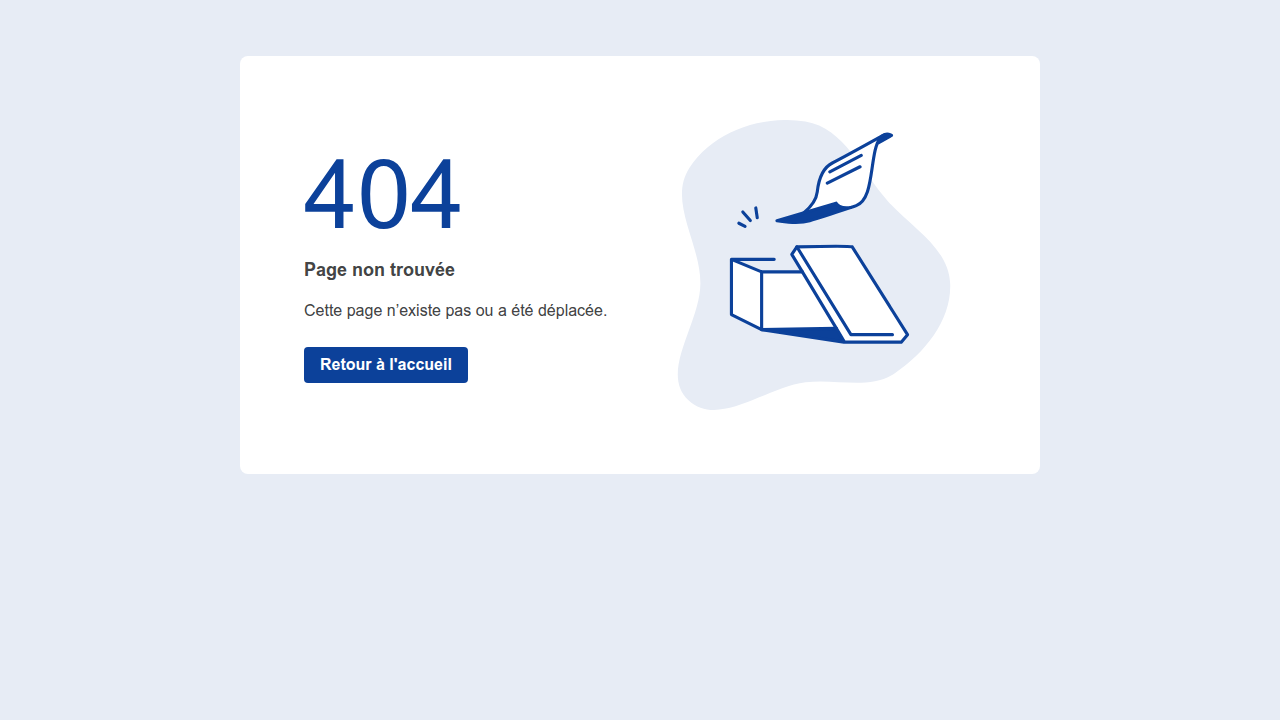 404
Page non trouvée
Cette page n’existe pas ou a été déplacée.
Retour à l'accueil